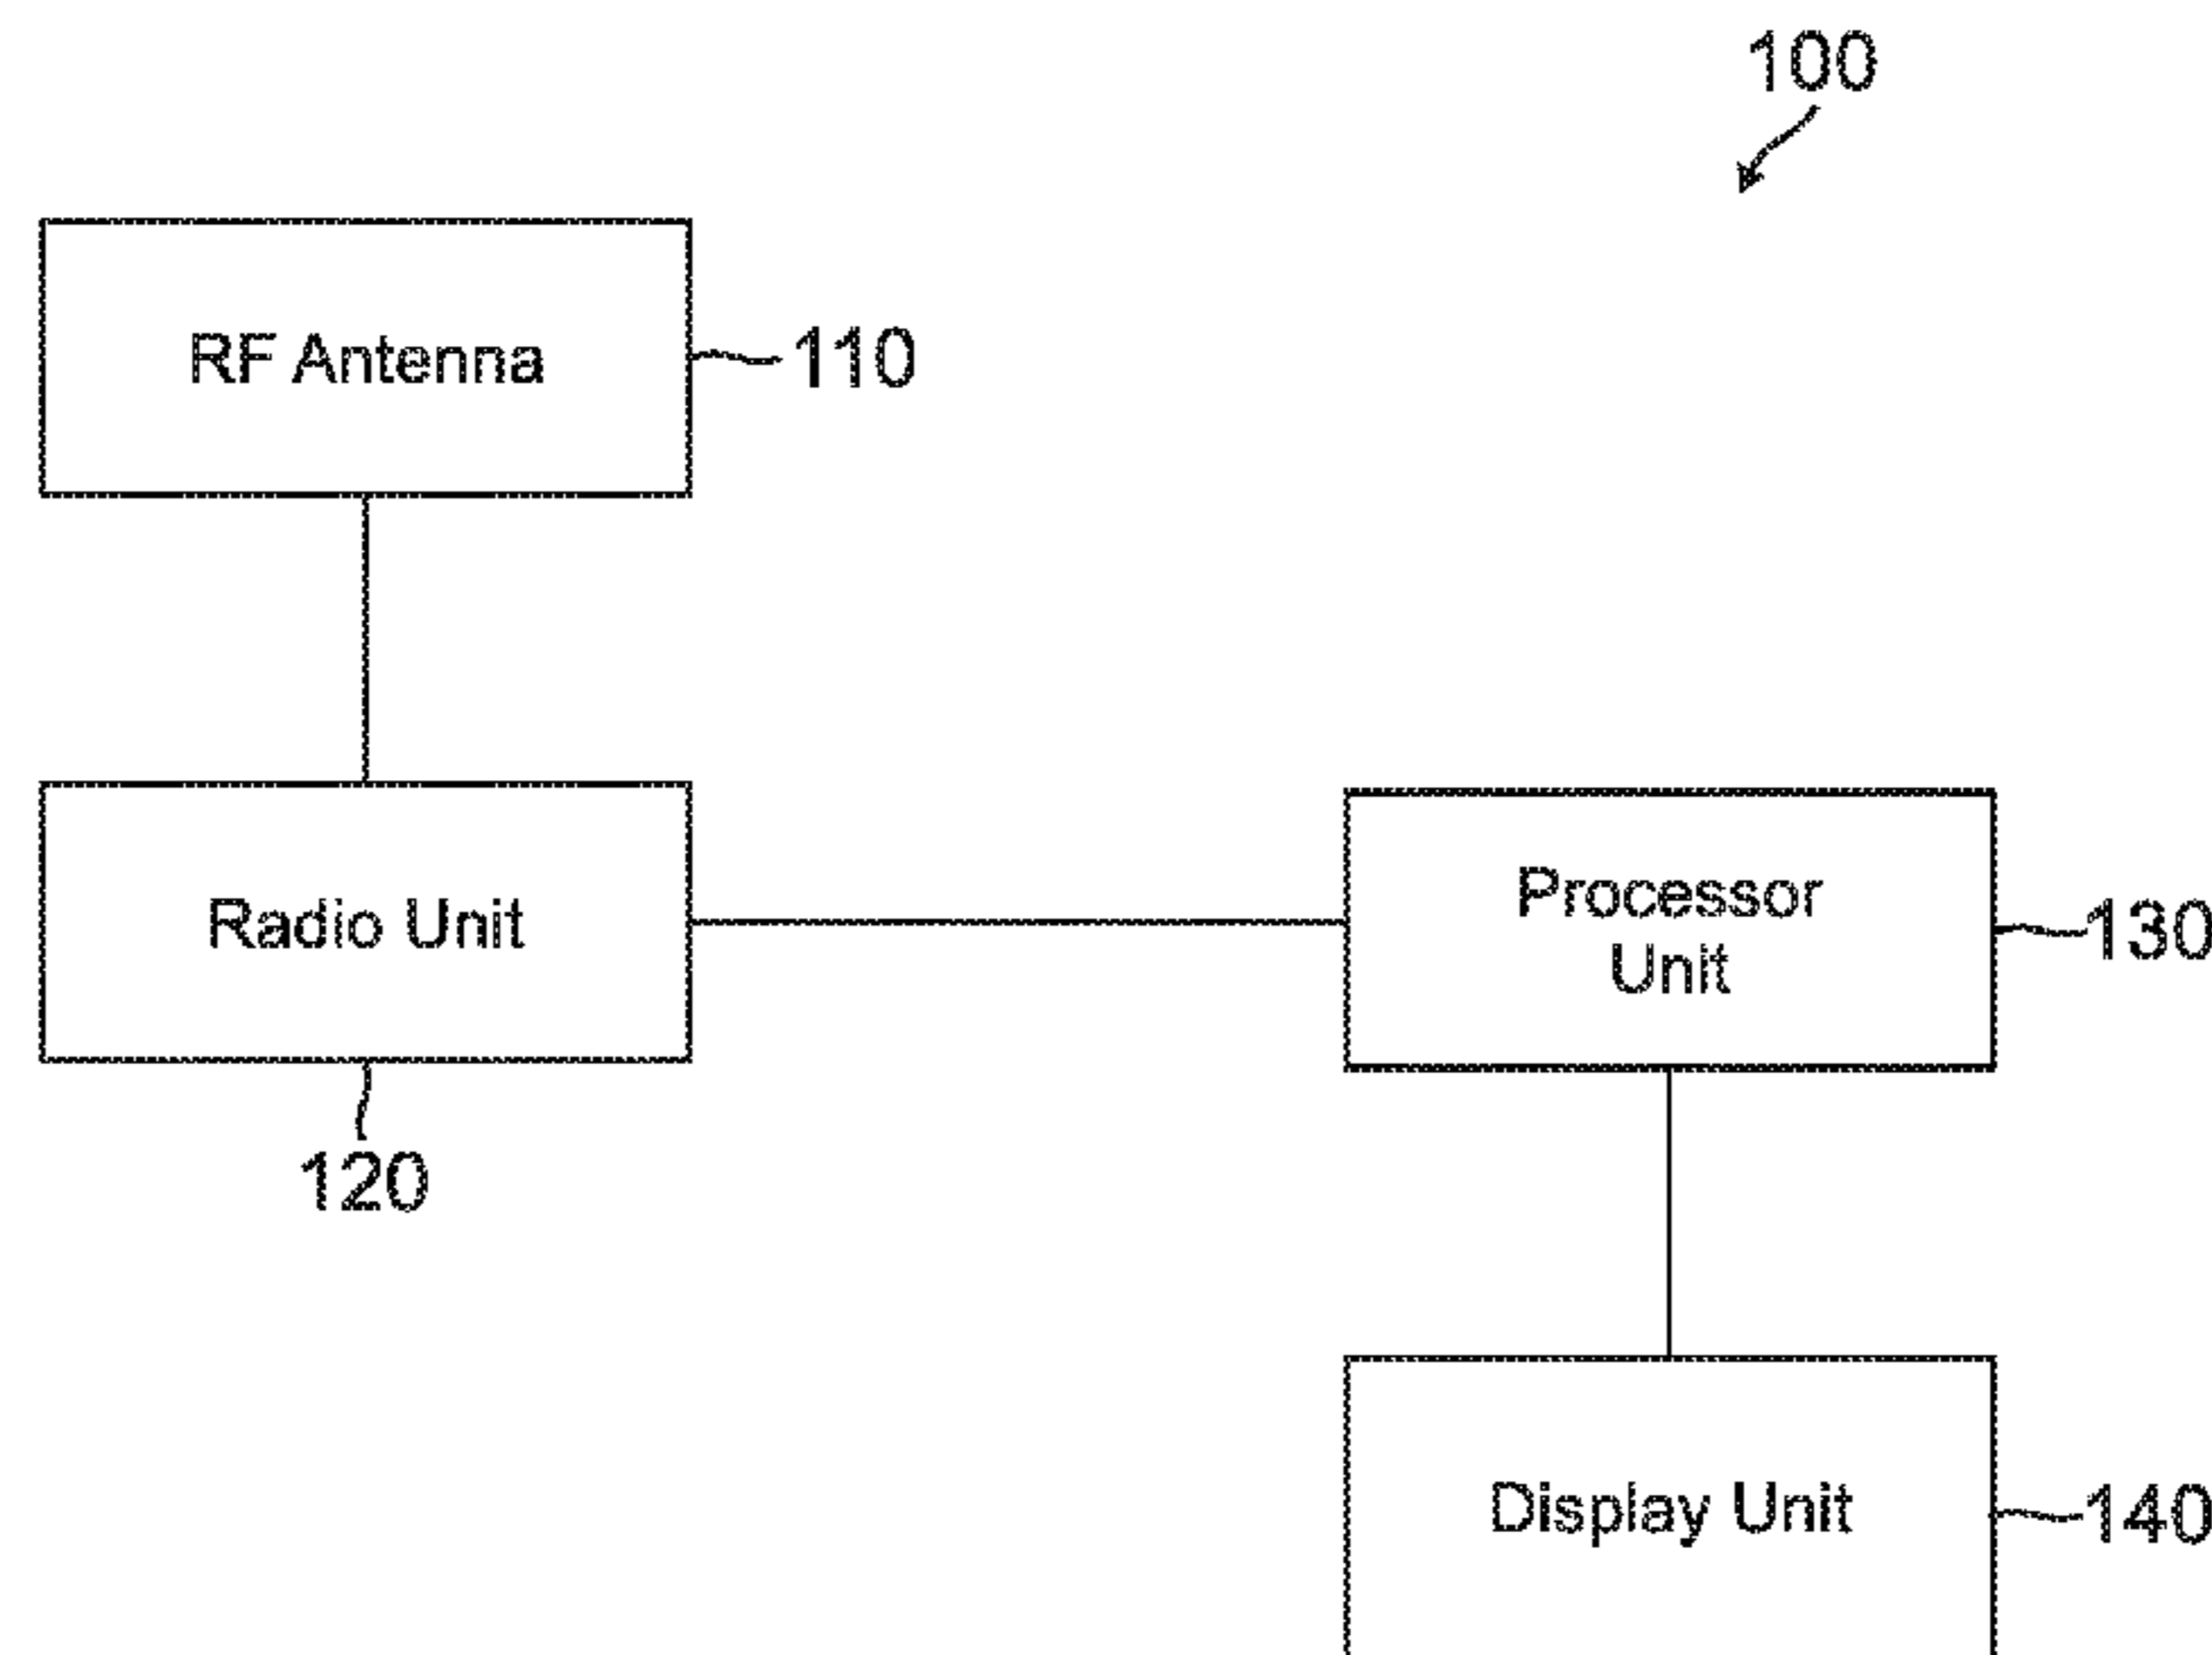 100
RF Antenna
110
Radio Unit
Processor
Unit
130
120
Display Unit
140